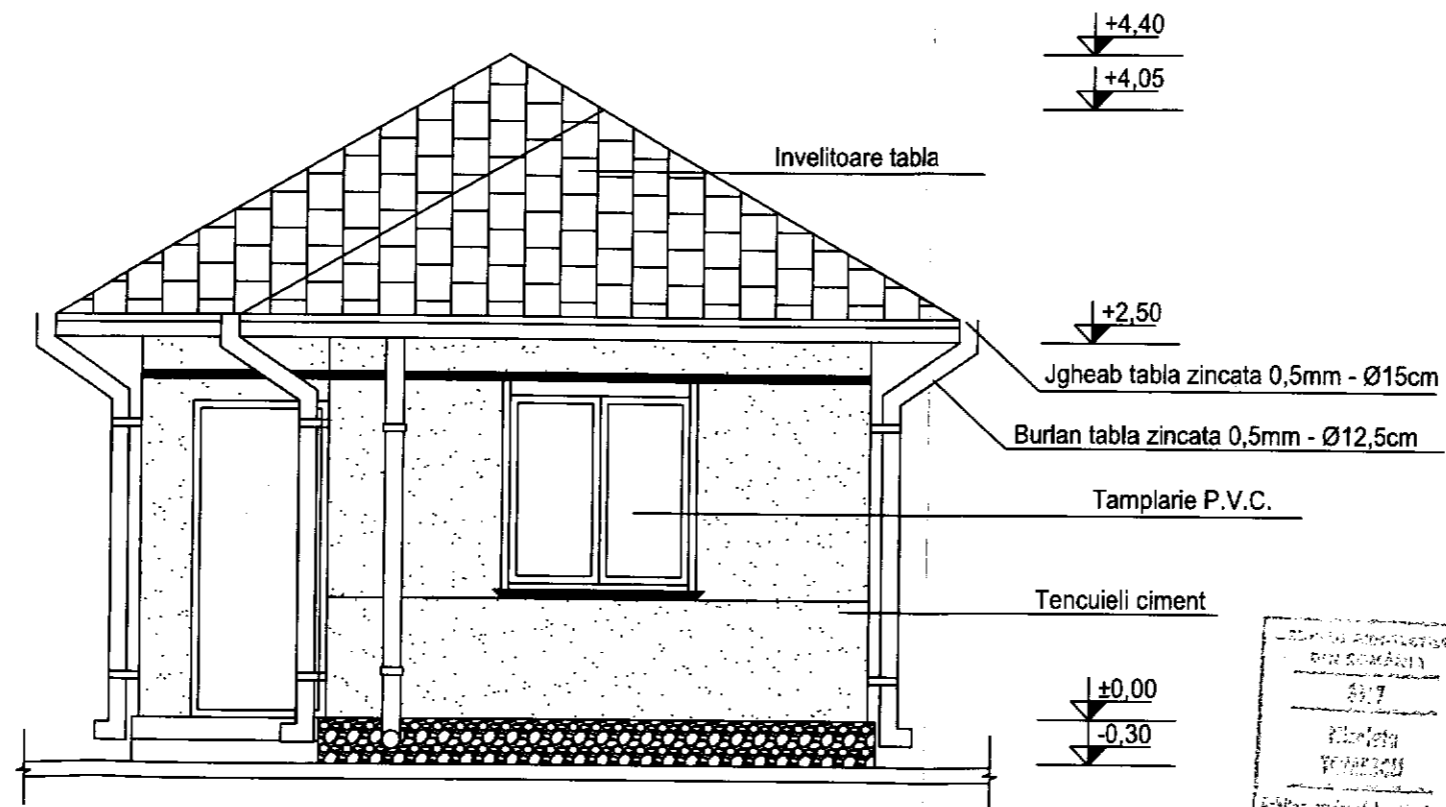 +4,40
+4,05
Invelitoare tabla
+2,50
Jgheab tabla zincata 0,5mm - Ø15cm
Burlan tabla zincata 0,5mm - Ø12,5cm
Tamplarie P.V.C.
Tencuieli ciment
±0,00
-0,30